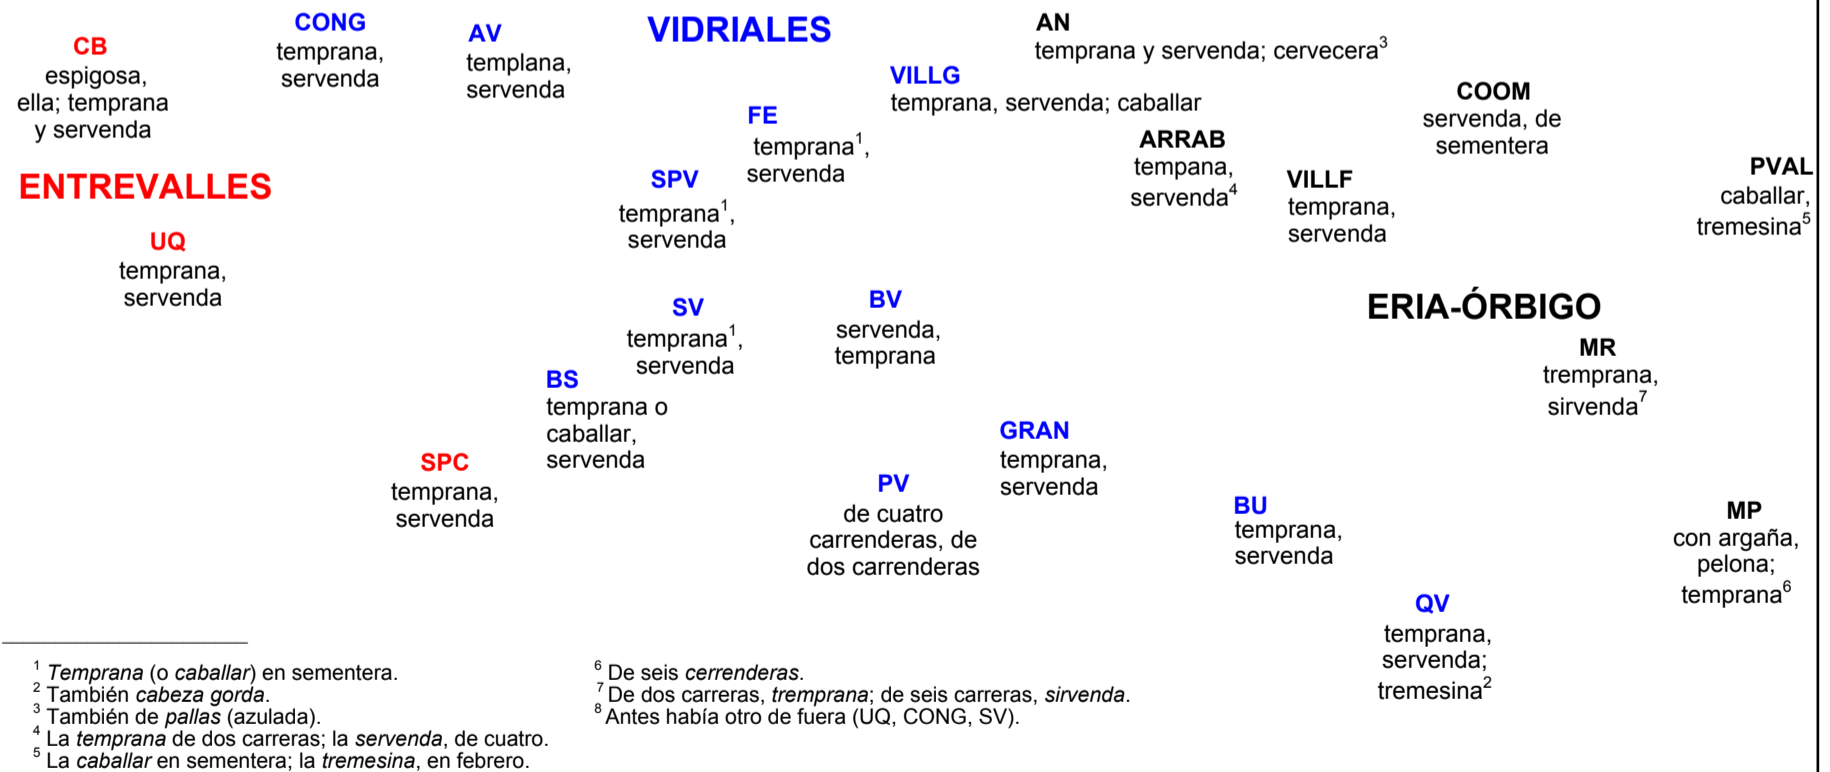 CB
espigosa,
ella; temprana
y servenda
CONG
temprana,
servenda
AV
templana,
servenda
VIDRIALES
AN
temprana y servenda; cervecera³
VILLG
temprana, servenda; caballar
COOM
servenda, de
sementera
FE
temprana¹,
servenda
ARRAB
tempana,
servenda⁴
PVAL
caballar,
tremesina⁵
ENTREVALLES
SPV
temprana¹,
servenda
VILLF
temprana,
servenda
UQ
temprana,
servenda
SV
temprana¹,
servenda
BV
servenda,
temprana
ERIA-ÓRBIGO
MR
tremprana,
sirvenda⁷
BS
temprana o
caballar,
servenda
GRAN
temprana,
servenda
SPC
temprana,
servenda
PV
de cuatro
carrenderas, de
dos carrenderas
BU
temprana,
servenda
MP
con argaña,
pelona;
temprana⁶
QV
temprana,
servenda;
tremesina²
¹ Temprana (o caballar) en sementera.
² También cabeza gorda.
³ También de pallas (azulada).
⁴ La temprana de dos carreras; la servenda, de cuatro.
⁵ La caballar en sementera; la tremesina, en febrero.
⁶ De seis cerrenderas.
⁷ De dos carreras, tremprana; de seis carreras, sirvenda.
⁸ Antes había otro de fuera (UQ, CONG, SV).